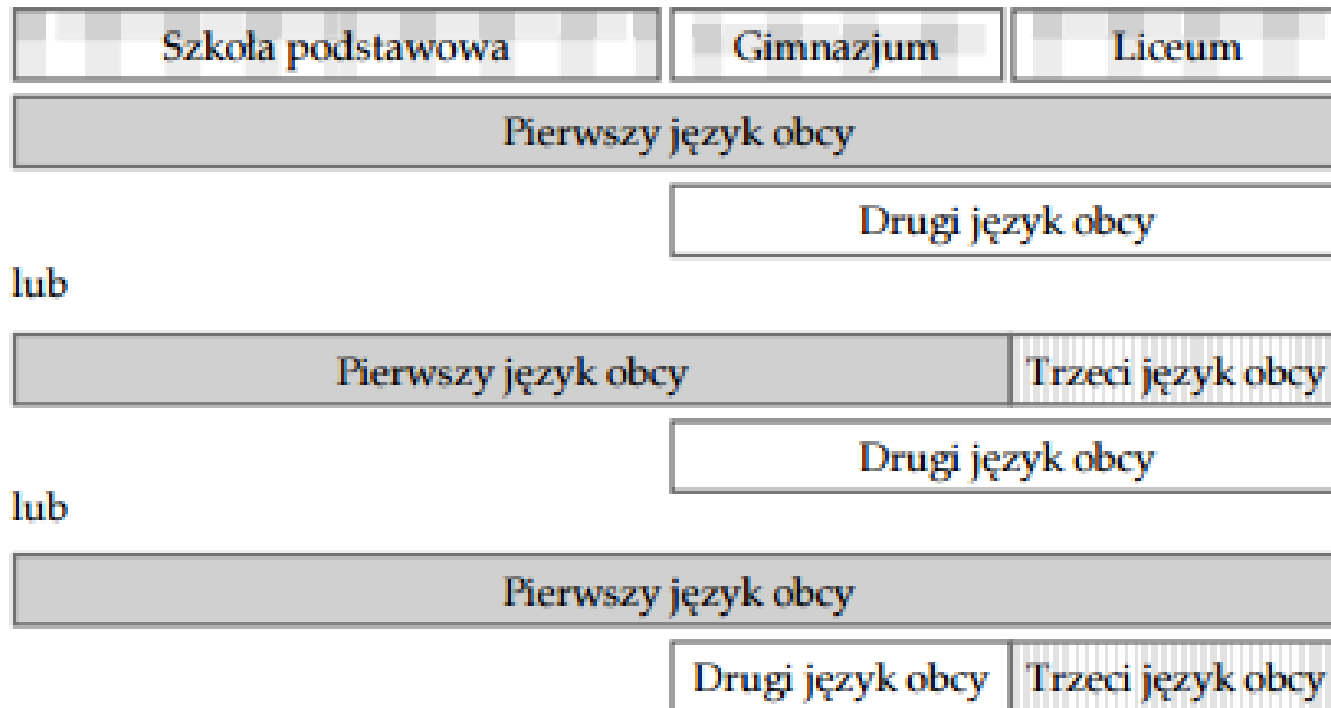 Szkoła podstawowa Gimnazjum Liceum
Pierwszy język obcy
Drugi język obcy
lub
Pierwszy język obcy Trzeci język obcy
Drugi język obcy
lub
Pierwszy język obcy
Drugi język obcy Trzeci język obcy